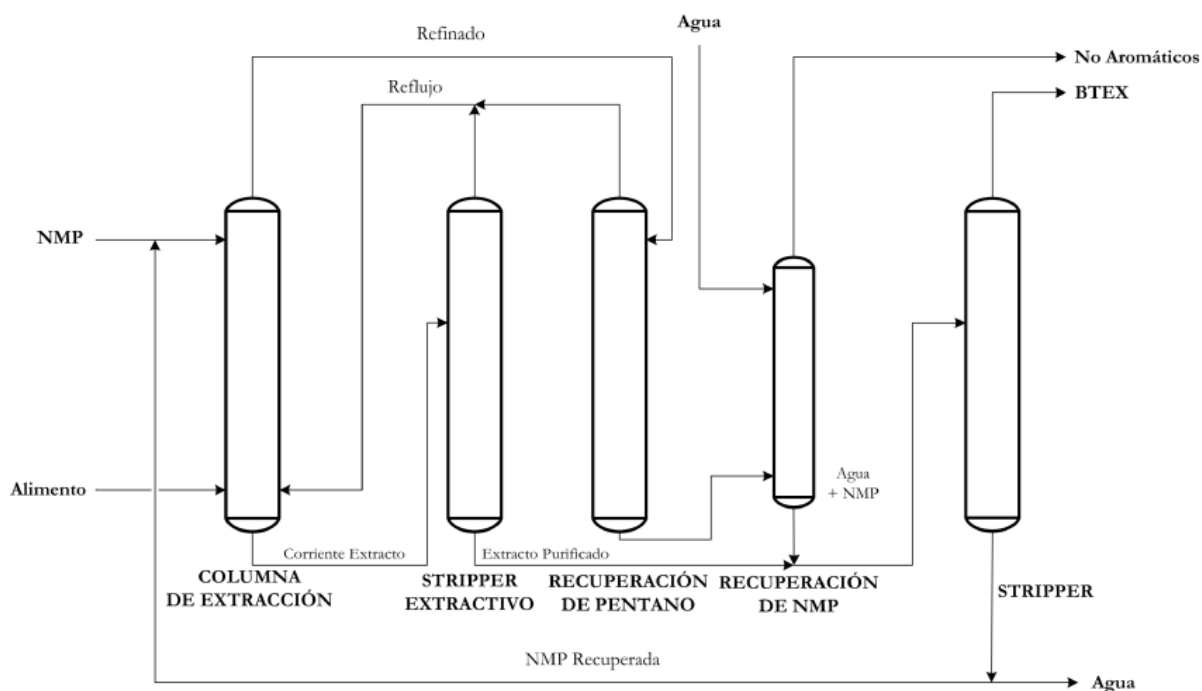 Agua
Refinado
No Aromáticos
Reflujo
BTEX
NMP
Alimento
Agua
+ NMP
Corriente Extracto
Extracto Purificado
COLUMNA
DE EXTRACCIÓN
STRIPPER
EXTRACTIVO
RECUPERACIÓN
DE PENTANO
RECUPERACIÓN
DE NMP
STRIPPER
NMP Recuperada
Agua